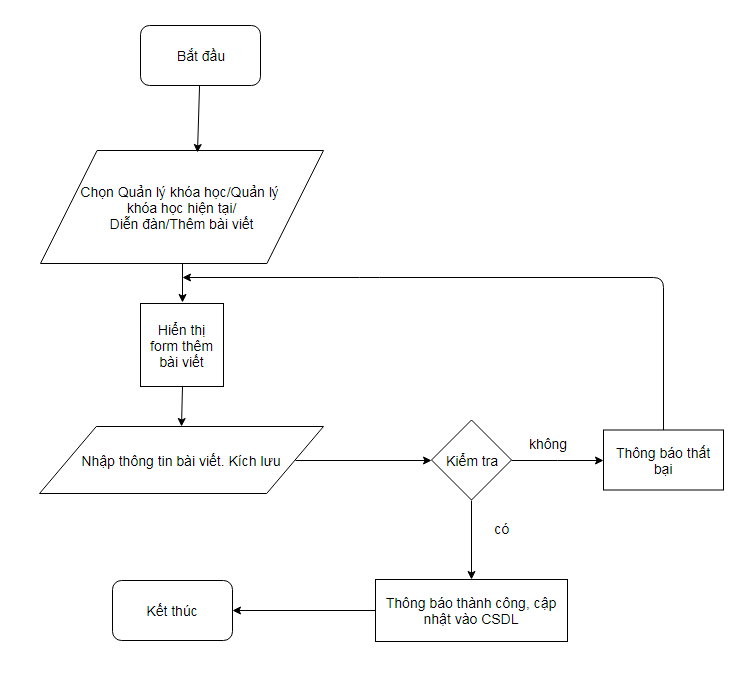 Bắt đầu
Chọn Quản lý khóa học/Quản lý
khóa học hiện tại/
Diễn đàn/Thêm bài viết
Hiển thị
form thêm
bài viết
Nhập thông tin bài viết. Kích lưu
Kiểm tra
không
Thông báo thất
bại
có
Thông báo thành công, cập
nhật vào CSDL
Kết thúc